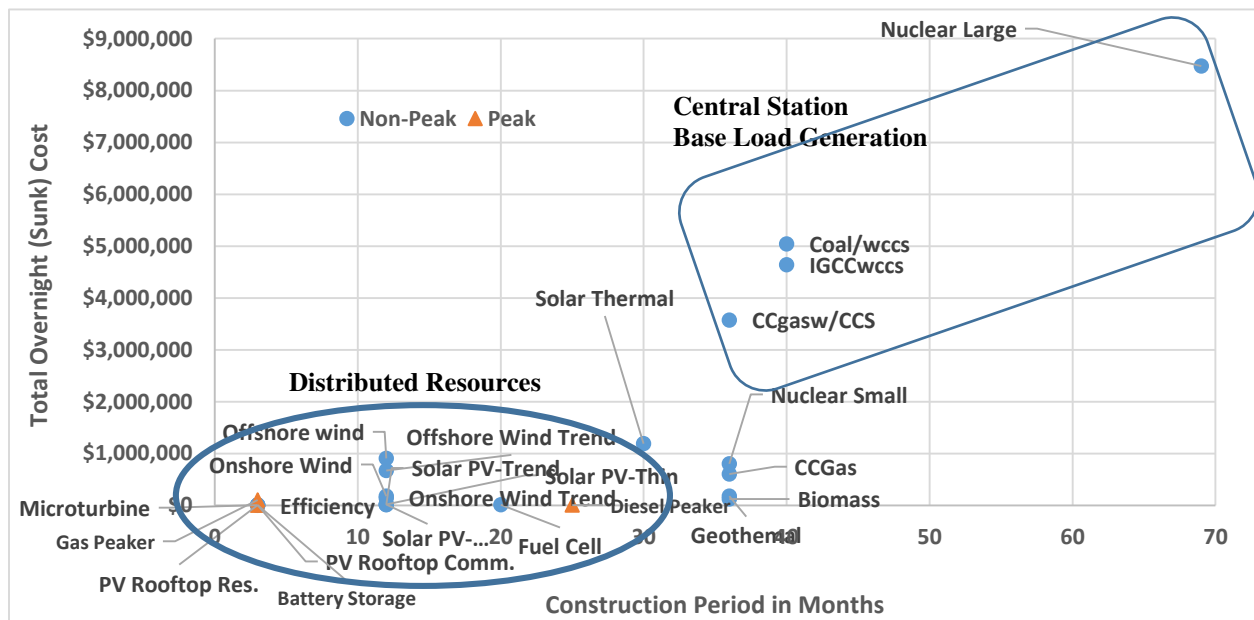 $9,000,000
$8,000,000
$7,000,000
$6,000,000
$5,000,000
$4,000,000
$3,000,000
$2,000,000
$1,000,000
$0
Total Overnight (Sunk) Cost
Non-Peak
Peak
Nuclear Large
Central Station
Base Load Generation
Coal/wccs
IGCCwccs
Solar Thermal
CCgasw/CCS
Distributed Resources
Nuclear Small
Offshore wind
Offshore Wind Trend
Onshore Wind
Solar PV-Trend
Solar PV-Thin
CCGas
Microturbine
Efficiency
Onshore Wind Trend
Diesel Peaker
Biomass
Gas Peaker
Solar PV-...
Fuel Cell
Geothemal
PV Rooftop Res.
PV Rooftop Comm.
Battery Storage
0
10
20
30
40
50
60
70
Construction Period in Months